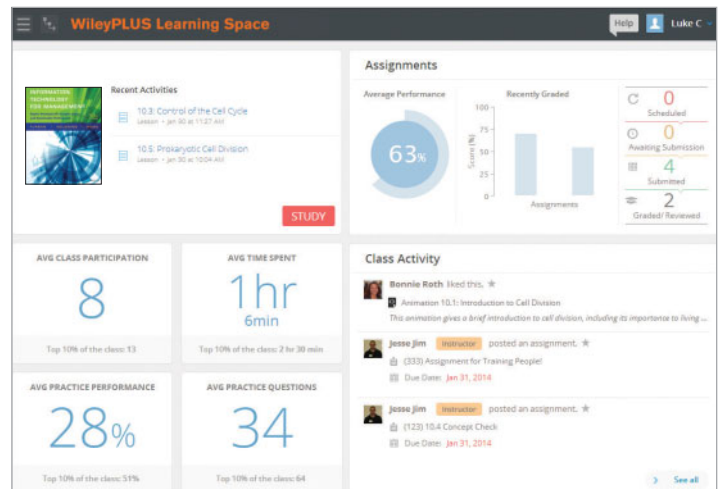 WileyPLUS Learning Space
Help
Luke C
INFORMATION
TECHNOLOGY
FOR MANAGEMENT
Recent Activities
10.3: Control of the Cell Cycle
Lesson • Jan 30 at 11:27 AM
10.5: Prokaryotic Cell Division
Lesson • Jan 30 at 10:04 AM
STUDY
Assignments
Average Performance
63%
Recently Graded
Score (%)
100
75
50
25
0
Assignments
0
Scheduled
0
Awaiting Submission
4
Submitted
2
Graded/ Reviewed
AVG CLASS PARTICIPATION
8
Top 10% of the class: 13
AVG TIME SPENT
1hr
6min
Top 10% of the class: 2 hr 30 min
AVG PRACTICE PERFORMANCE
28%
Top 10% of the class: 51%
AVG PRACTICE QUESTIONS
34
Top 10% of the class: 64
Class Activity
Bonnie Roth liked this.
Animation 10.1: Introduction to Cell Division
This animation gives a brief introduction to cell division, including its importance to living ...
Jesse Jim Instructor posted an assignment.
(333) Assignment for Training People!
Due Date: Jan 31, 2014
Jesse Jim Instructor posted an assignment.
(123) 10.4 Concept Check
Due Date: Jan 31, 2014
See all